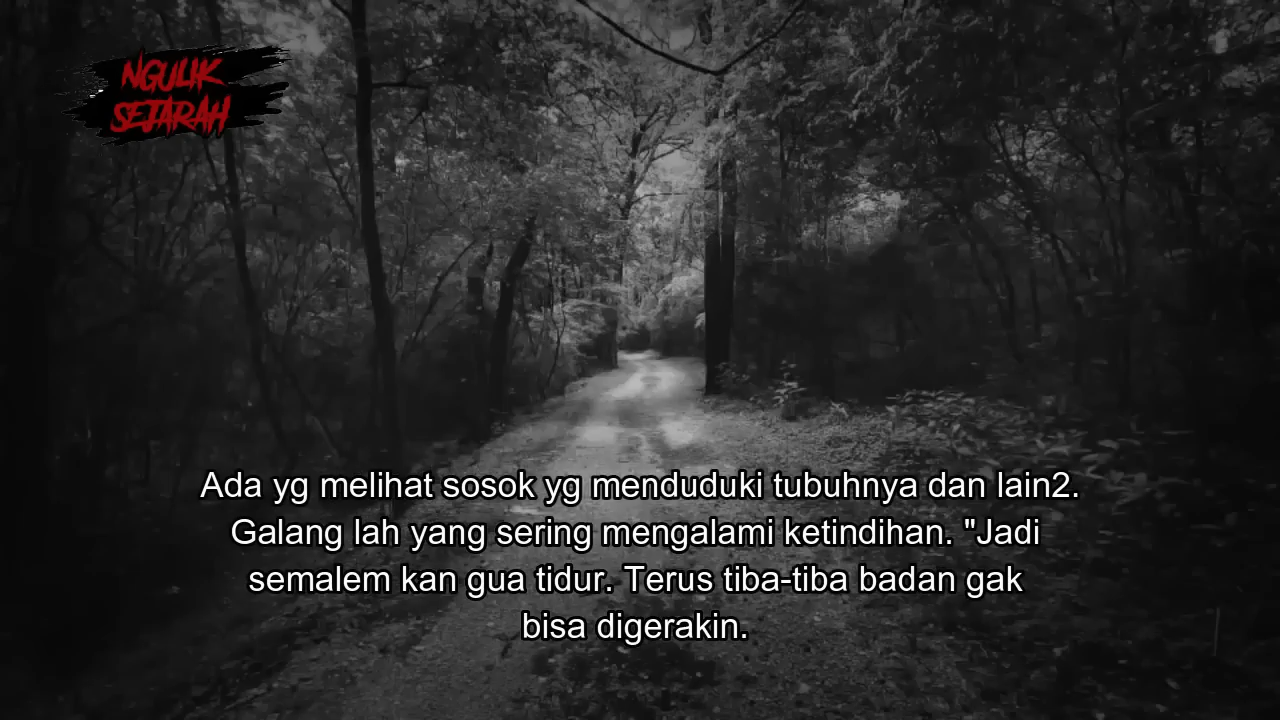 NGULIK
SEJARAH
Ada yg melihat sosok yg menduduki tubuhnya dan lain2.
Galang lah yang sering mengalami ketindihan. "Jadi
semalem kan gua tidur. Terus tiba-tiba badan gak
bisa digerakin.